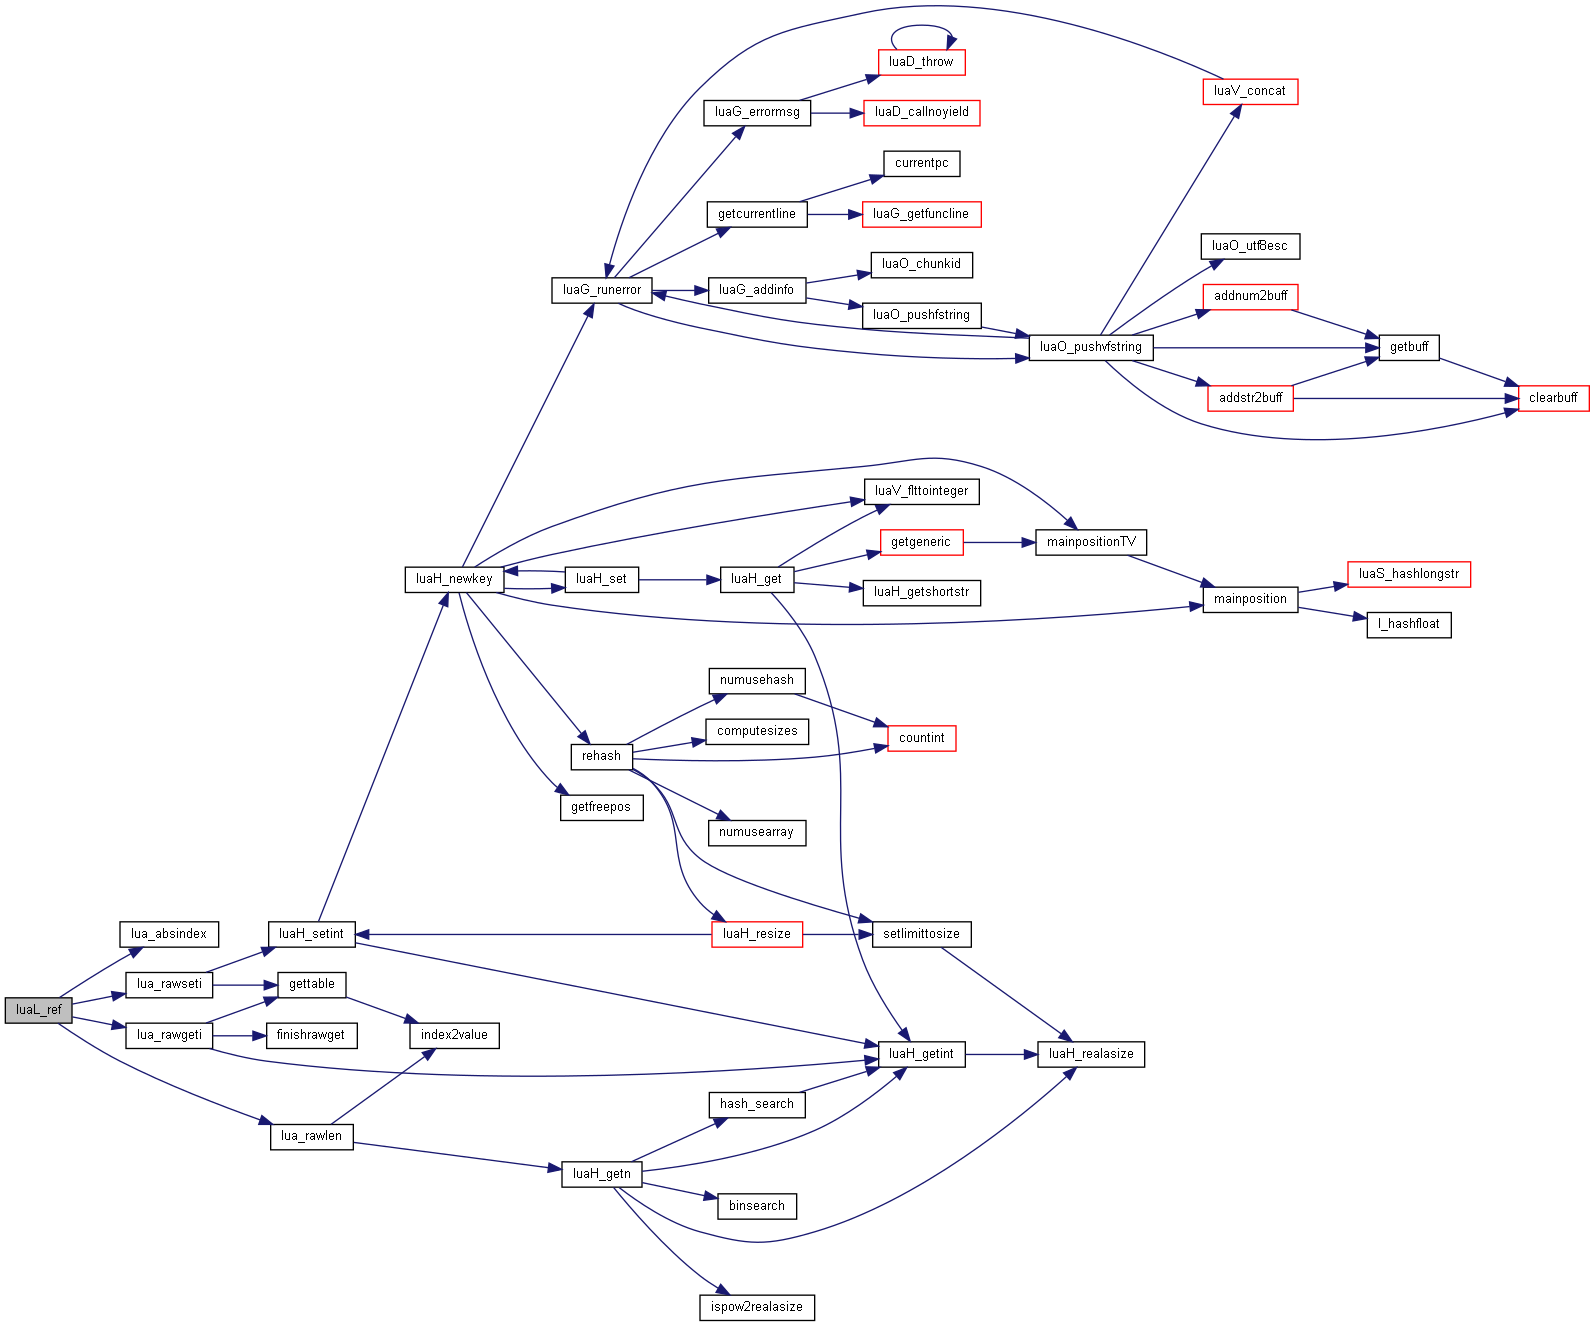 luaD_throw
luaV_concat
luaG_errormsg
luaD_callnoyield
currentpc
getcurrentline
luaG_getfuncline
luaO_utf8esc
luaO_chunkid
luaG_runerror
luaG_addinfo
addnum2buff
luaO_pushfstring
luaO_pushvfstring
getbuff
addstr2buff
clearbuff
luaV_flttointeger
getgeneric
mainpositionTV
luaH_newkey
luaH_set
luaH_get
luaS_hashlongstr
luaH_getshortstr
mainposition
l_hashfloat
numusehash
computesizes
countint
rehash
getfreepos
numusearray
lua_absindex
luaH_setint
luaH_resize
setlimittosize
lua_rawseti
gettable
luaL_ref
lua_rawgeti
finishrawget
index2value
luaH_getint
luaH_realasize
hash_search
lua_rawlen
luaH_getn
binsearch
ispow2realasize